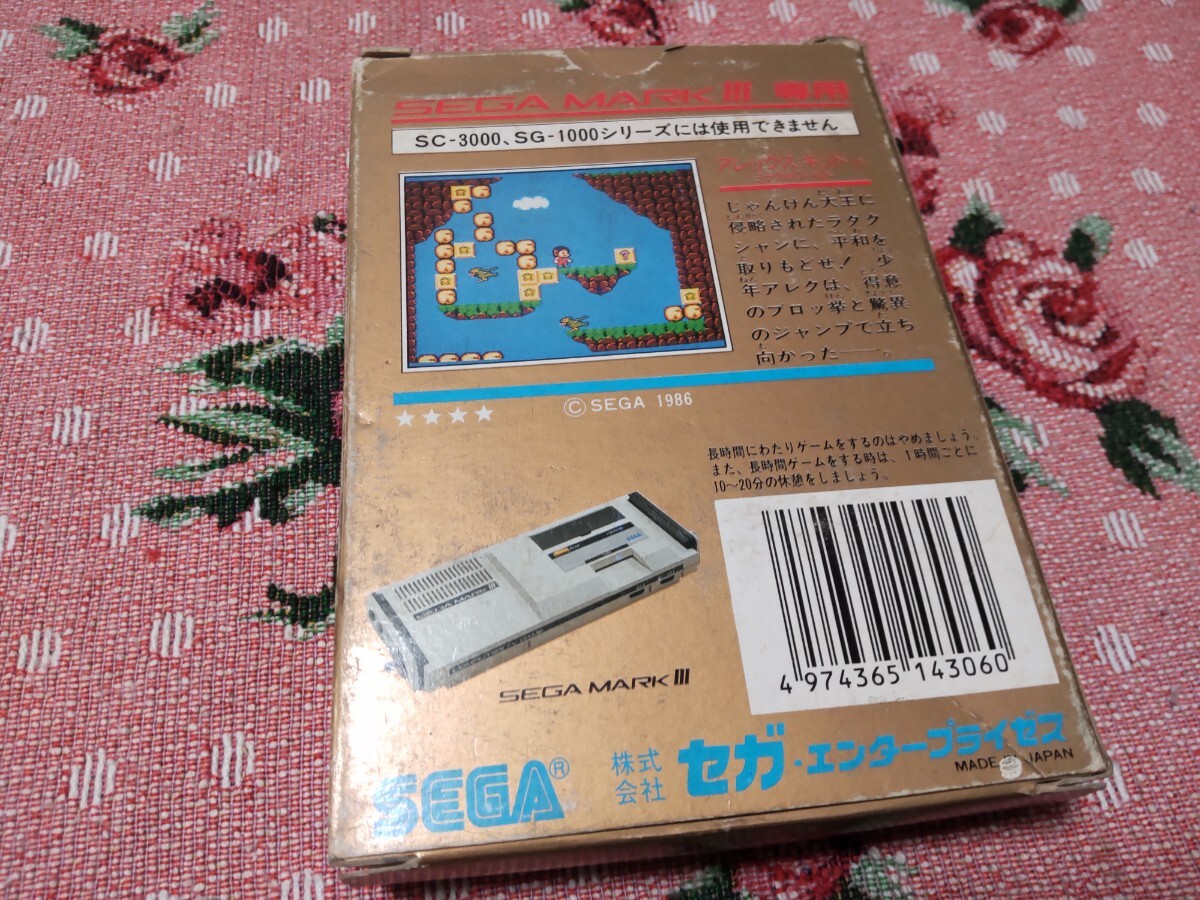 SEGA MARK III 専用
SC-3000、SG-1000シリーズには使用できません
じゃんけん大王に
侵略されたラダク
シャンに、平和を
取りもどせ! 少
年アレクは、得意
のブロッ拳と驚異
のジャンプで立ち
向かった——。
★★★★
© SEGA 1986
長時間にわたりゲームをするのはやめましょう。
また、長時間ゲームをする時は、1時間ごとに
10〜20分の休憩をしましょう。
SEGA MARK III
SEGA
SEGA MARK III
4 974365 143060
SEGA®
株式会社 セガ・エンタープライゼス
MADE IN JAPAN